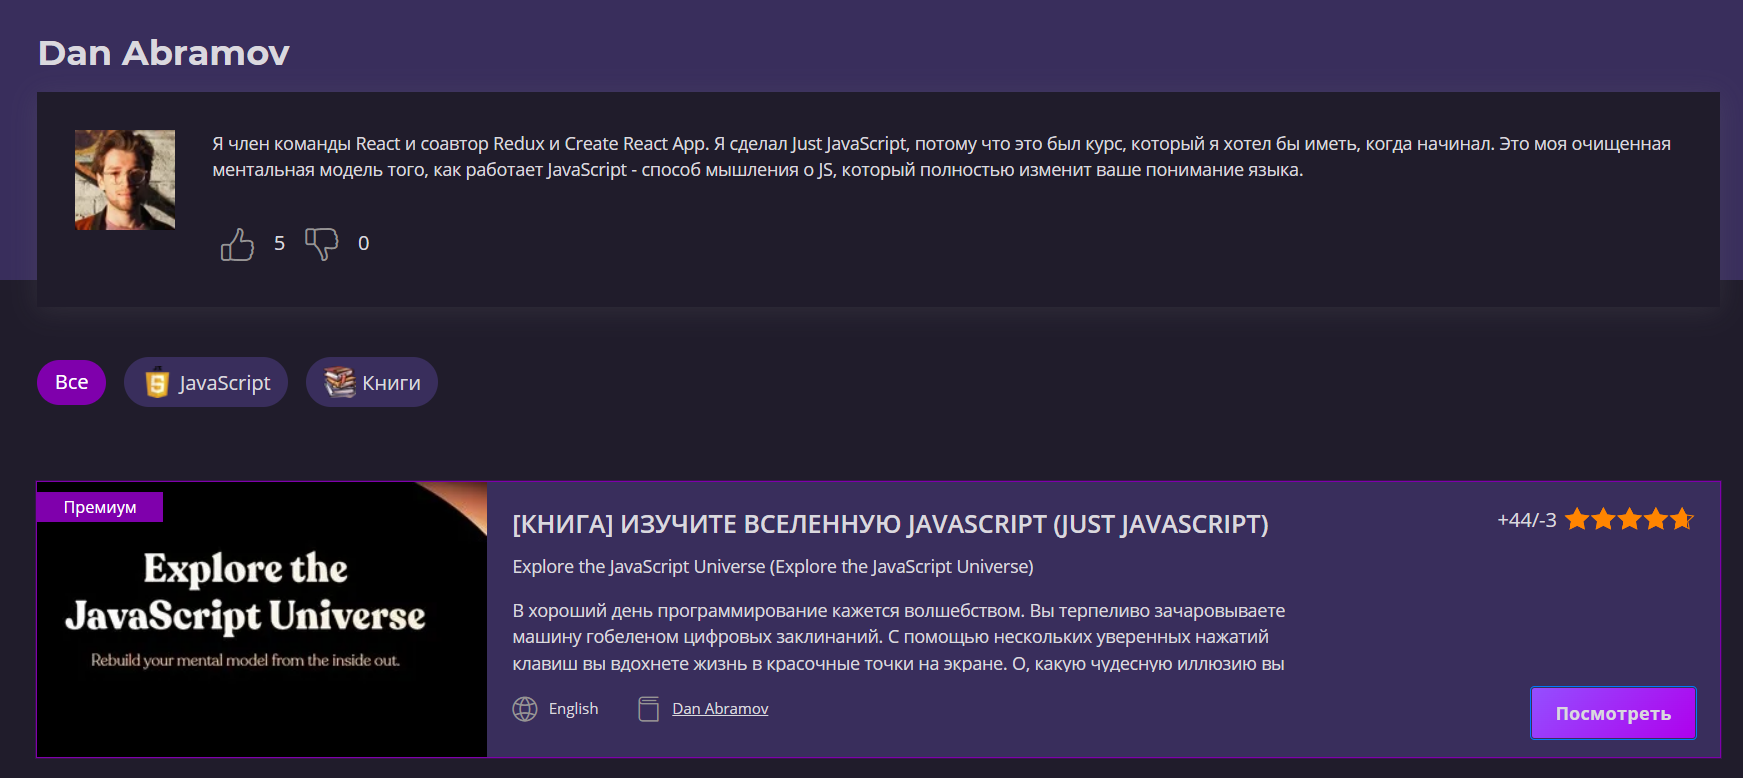 Dan Abramov
Я член команды React и соавтор Redux и Create React App. Я сделал Just JavaScript, потому что это был курс, который я хотел бы иметь, когда начинал. Это моя очищенная
ментальная модель того, как работает JavaScript - способ мышления о JS, который полностью изменит ваше понимание языка.
5 0
Все JavaScript Книги
Премиум
Explore the
JavaScript Universe
Rebuild your mental model from the inside out.
[КНИГА] ИЗУЧИТЕ ВСЕЛЕННУЮ JAVASCRIPT (JUST JAVASCRIPT)
+44/-3
Explore the JavaScript Universe (Explore the JavaScript Universe)
В хороший день программирование кажется волшебством. Вы терпеливо зачаровываете
машину гобеленом цифровых заклинаний. С помощью нескольких уверенных нажатий
клавиш вы вдохнете жизнь в красочные точки на экране. О, какую чудесную иллюзию вы
English Dan Abramov
Посмотреть